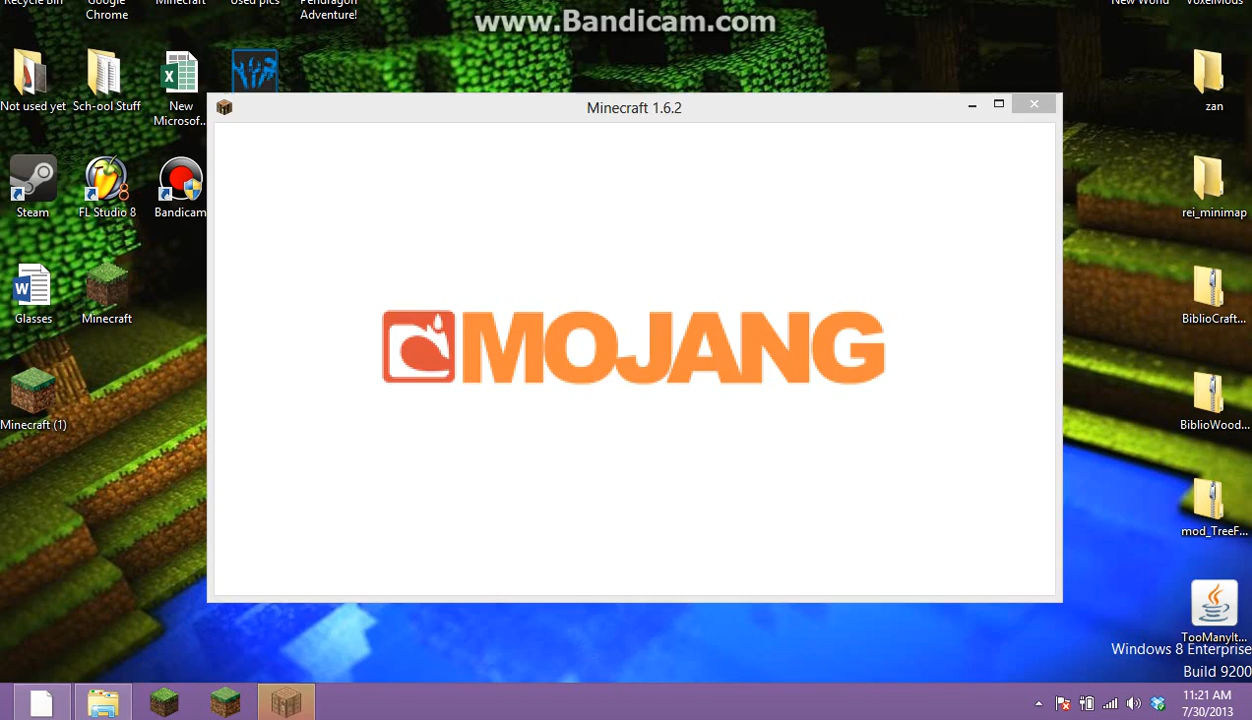 Recycle Bin
Google
Chrome
Minecraft
Used pics
Pendragon
Adventure!
www.Bandicam.com
New World
VoxelMods
Not used yet
Sch-ool Stuff
New
Microsof...
zan
Minecraft 1.6.2
Steam
FL Studio 8
8
Bandicam
rei_minimap
MOJANG
W
X
Glasses
Minecraft
BiblioCraft...
Minecraft (1)
BiblioWood...
mod_TreeF...
TooManyIt...
Windows 8 Enterprise
Build 9200
11:21 AM
7/30/2013